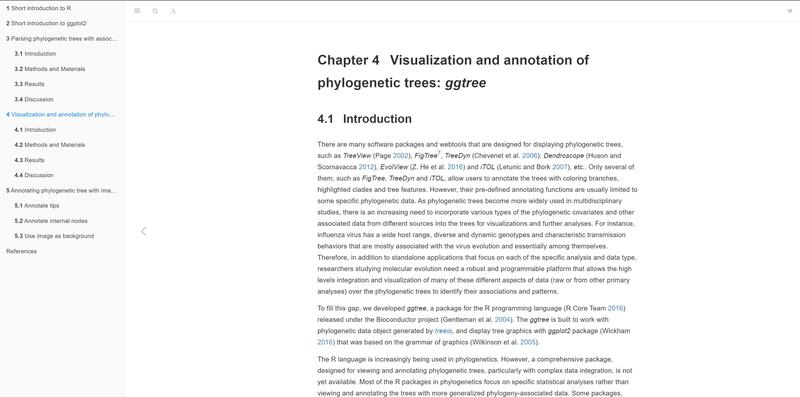 1 Short introduction to R
2 Short introduction to ggplot2
3 Parsing phylogenetic trees with assoc...
3.1 Introduction
3.2 Methods and Materials
3.3 Results
3.4 Discussion
4 Visualization and annotation of phylo...
4.1 Introduction
4.2 Methods and Materials
4.3 Results
4.4 Discussion
5 Annotating phylogenetic tree with ima...
5.1 Annotate tips
5.2 Annotate internal nodes
5.3 Use image as background
References
A
Chapter 4 Visualization and annotation of
phylogenetic trees: ggtree
4.1 Introduction
There are many software packages and webtools that are designed for displaying phylogenetic trees,
such as TreeView (Page 2002), FigTree7, TreeDyn (Chevenet et al. 2006), Dendroscope (Huson and
Scornavacca 2012), EvolView (Z. He et al. 2016) and iTOL (Letunic and Bork 2007), etc.. Only several of
them, such as FigTree, TreeDyn and iTOL, allow users to annotate the trees with coloring branches,
highlighted clades and tree features. However, their pre-defined annotating functions are usually limited to
some specific phylogenetic data. As phylogenetic trees become more widely used in multidisciplinary
studies, there is an increasing need to incorporate various types of the phylogenetic covariates and other
associated data from different sources into the trees for visualizations and further analyses. For instance,
influenza virus has a wide host range, diverse and dynamic genotypes and characteristic transmission
behaviors that are mostly associated with the virus evolution and essentially among themselves.
Therefore, in addition to standalone applications that focus on each of the specific analysis and data type,
researchers studying molecular evolution need a robust and programmable platform that allows the high
levels integration and visualization of many of these different aspects of data (raw or from other primary
analyses) over the phylogenetic trees to identify their associations and patterns.
To fill this gap, we developed ggtree, a package for the R programming language (R Core Team 2016)
released under the Bioconductor project (Gentleman et al. 2004). The ggtree is built to work with
phylogenetic data object generated by treeio, and display tree graphics with ggplot2 package (Wickham
2016) that was based on the grammar of graphics (Wilkinson et al. 2005).
The R language is increasingly being used in phylogenetics. However, a comprehensive package,
designed for viewing and annotating phylogenetic trees, particularly with complex data integration, is not
yet available. Most of the R packages in phylogenetics focus on specific statistical analyses rather than
viewing and annotating the trees with more generalized phylogeny-associated data. Some packages,